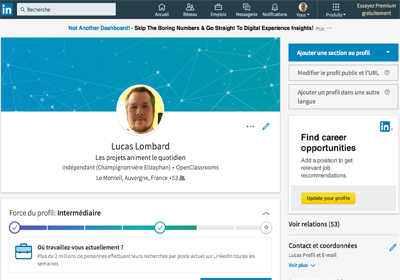 in Recherche
Accueil Réseau Emplois Messagerie Notifications Vous Produits
Essayez Premium gratuitement
Not Another Dashboard! - Skip The Boring Numbers & Go Straight To Digital Experience Insights! Pub
Lucas Lombard
Les projets animent le quotidien
Indépendant (Championnière Elizaphan) • OpenClassrooms
Le Monteil, Auvergne, France • 53
Force du profil: Intermédiaire
Où travaillez-vous actuellement ?
Plus de 2 millions de personnes effectuant leurs recherches par poste actuel sur LinkedIn toutes les
semaines
Ajouter une section au profil
Modifier le profil public et l'URL
Ajouter un profil dans une autre
langue
in
Find career
opportunities
Add a position to get
relevant job
recommendations.
Update your profile
Voir relations (53)
Contact et coordonnées
Lucas Profil et E-mail
Voir plus